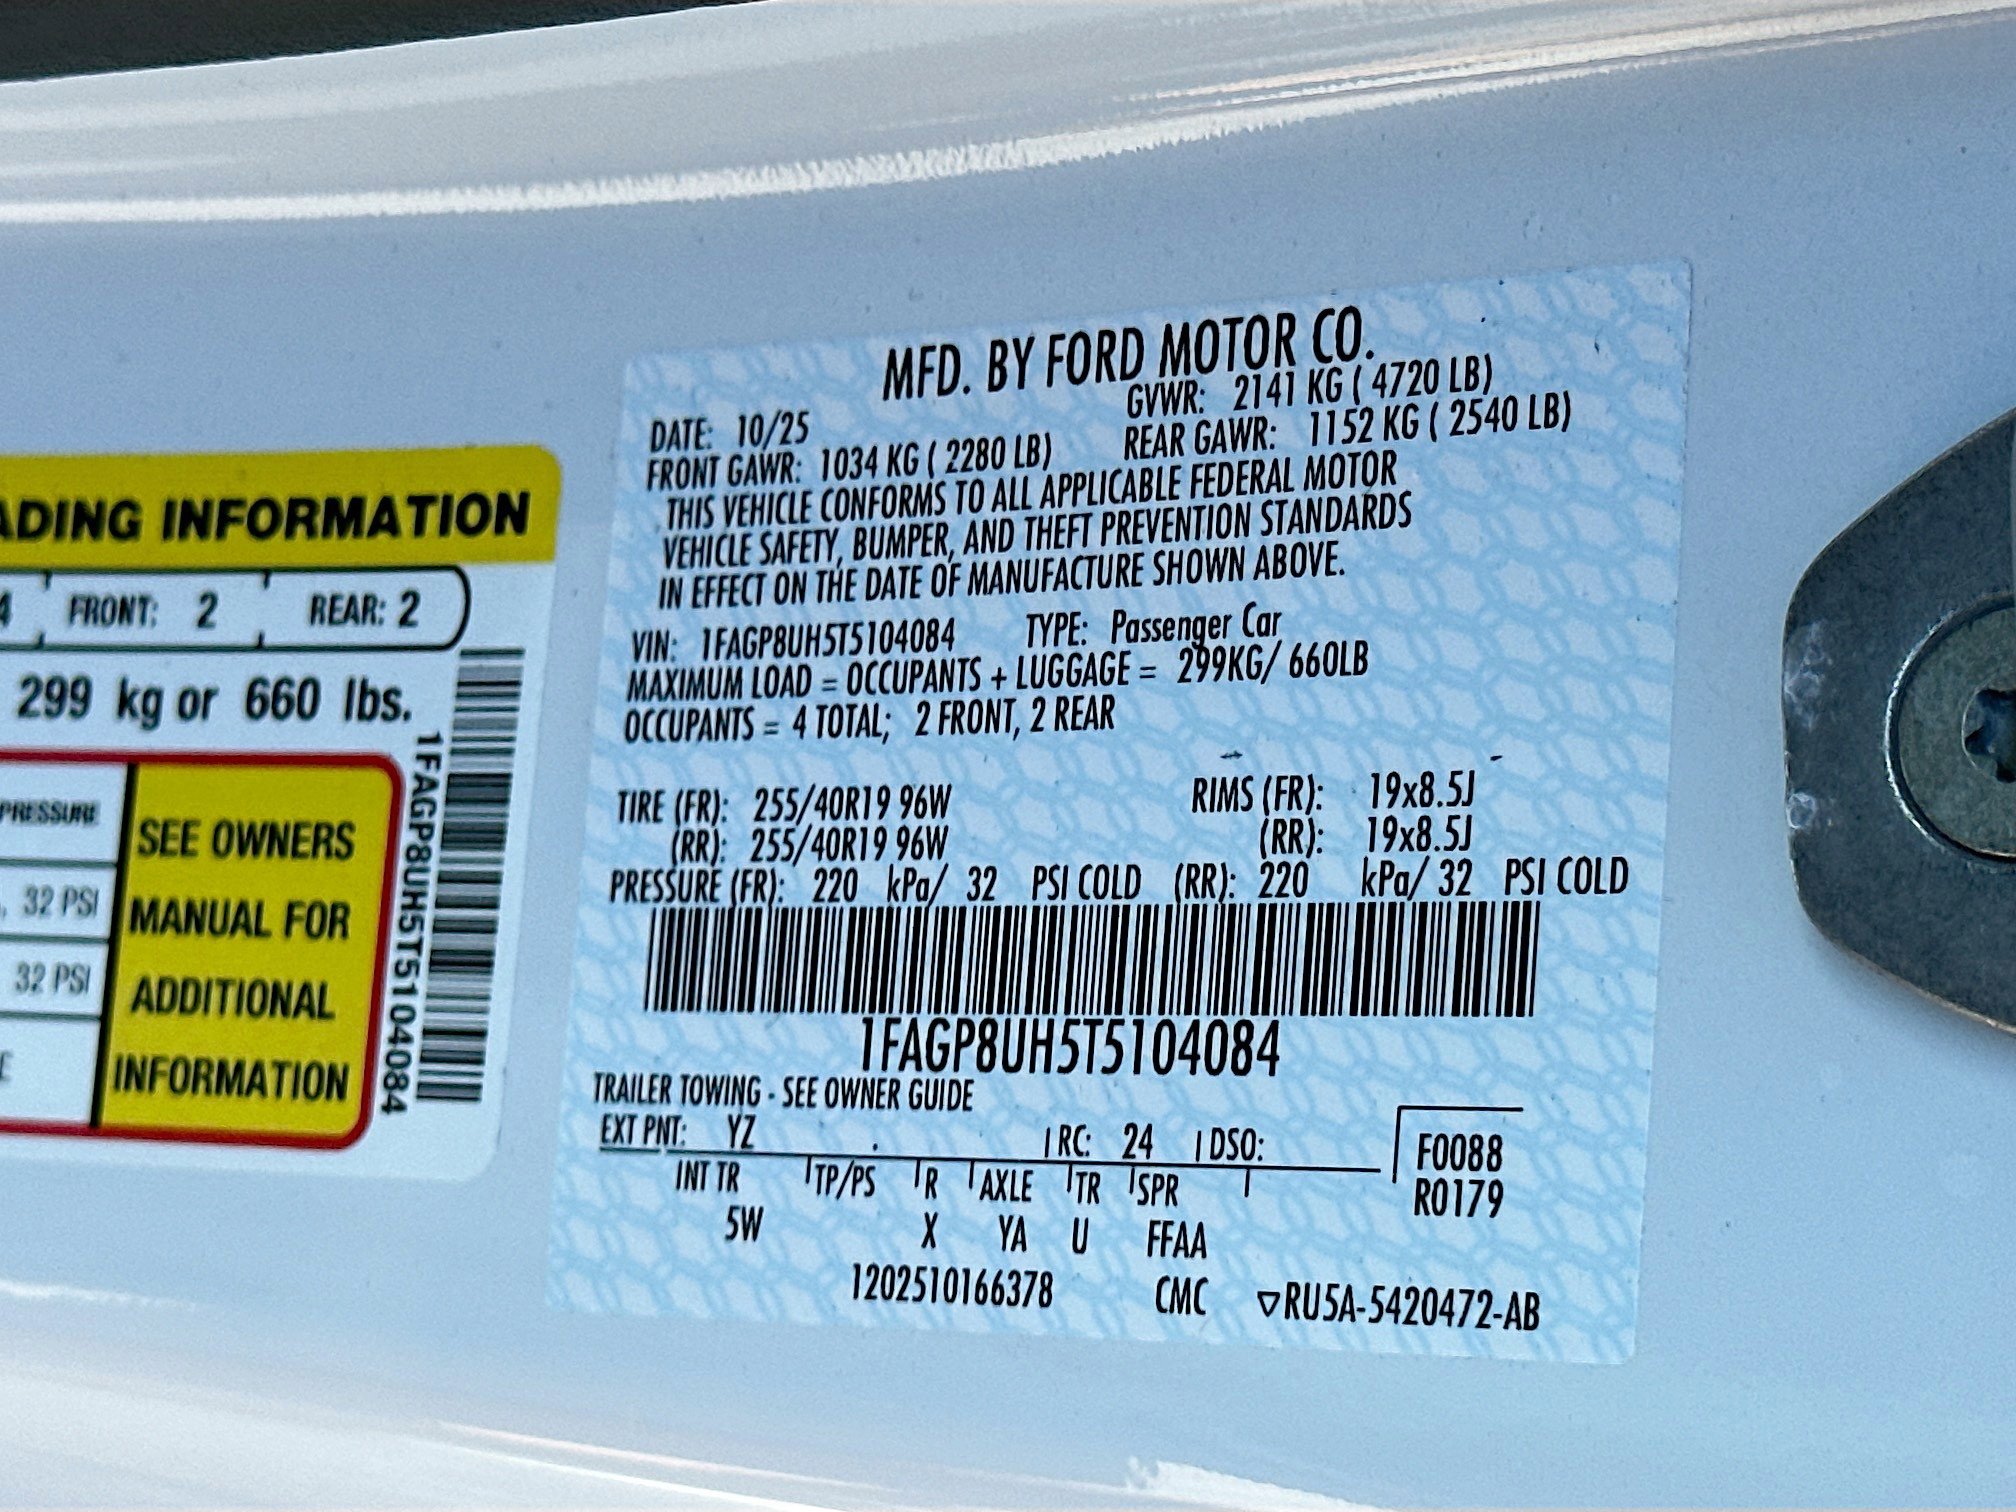 ADING INFORMATION
4 FRONT: 2 REAR: 2
299 kg or 660 lbs.
PRESSURE
32 PSI
32 PSI
E
SEE OWNERS
MANUAL FOR
ADDITIONAL
INFORMATION
1FAGP8UH5T5104084
MFD. BY FORD MOTOR CO.
DATE: 10/25 GVWR: 2141 KG ( 4720 LB)
FRONT GAWR: 1034 KG ( 2280 LB) REAR GAWR: 1152 KG ( 2540 LB)
THIS VEHICLE CONFORMS TO ALL APPLICABLE FEDERAL MOTOR
VEHICLE SAFETY, BUMPER, AND THEFT PREVENTION STANDARDS
IN EFFECT ON THE DATE OF MANUFACTURE SHOWN ABOVE.
VIN: 1FAGP8UH5T5104084 TYPE: Passenger Car
MAXIMUM LOAD = OCCUPANTS + LUGGAGE = 299KG/ 660LB
OCCUPANTS = 4 TOTAL; 2 FRONT, 2 REAR
TIRE (FR): 255/40R19 96W RIMS (FR): 19x8.5J
(RR): 255/40R19 96W (RR): 19x8.5J
PRESSURE (FR): 220 kPa/ 32 PSI COLD (RR): 220 kPa/ 32 PSI COLD
1FAGP8UH5T5104084
TRAILER TOWING - SEE OWNER GUIDE
EXT PNT: YZ RC: 24 DSO:
F0088
R0179
INT TR TP/PS R AXLE TR SPR
5W X YA U FFAA
1202510166378 CMC ▽RU5A-5420472-AB